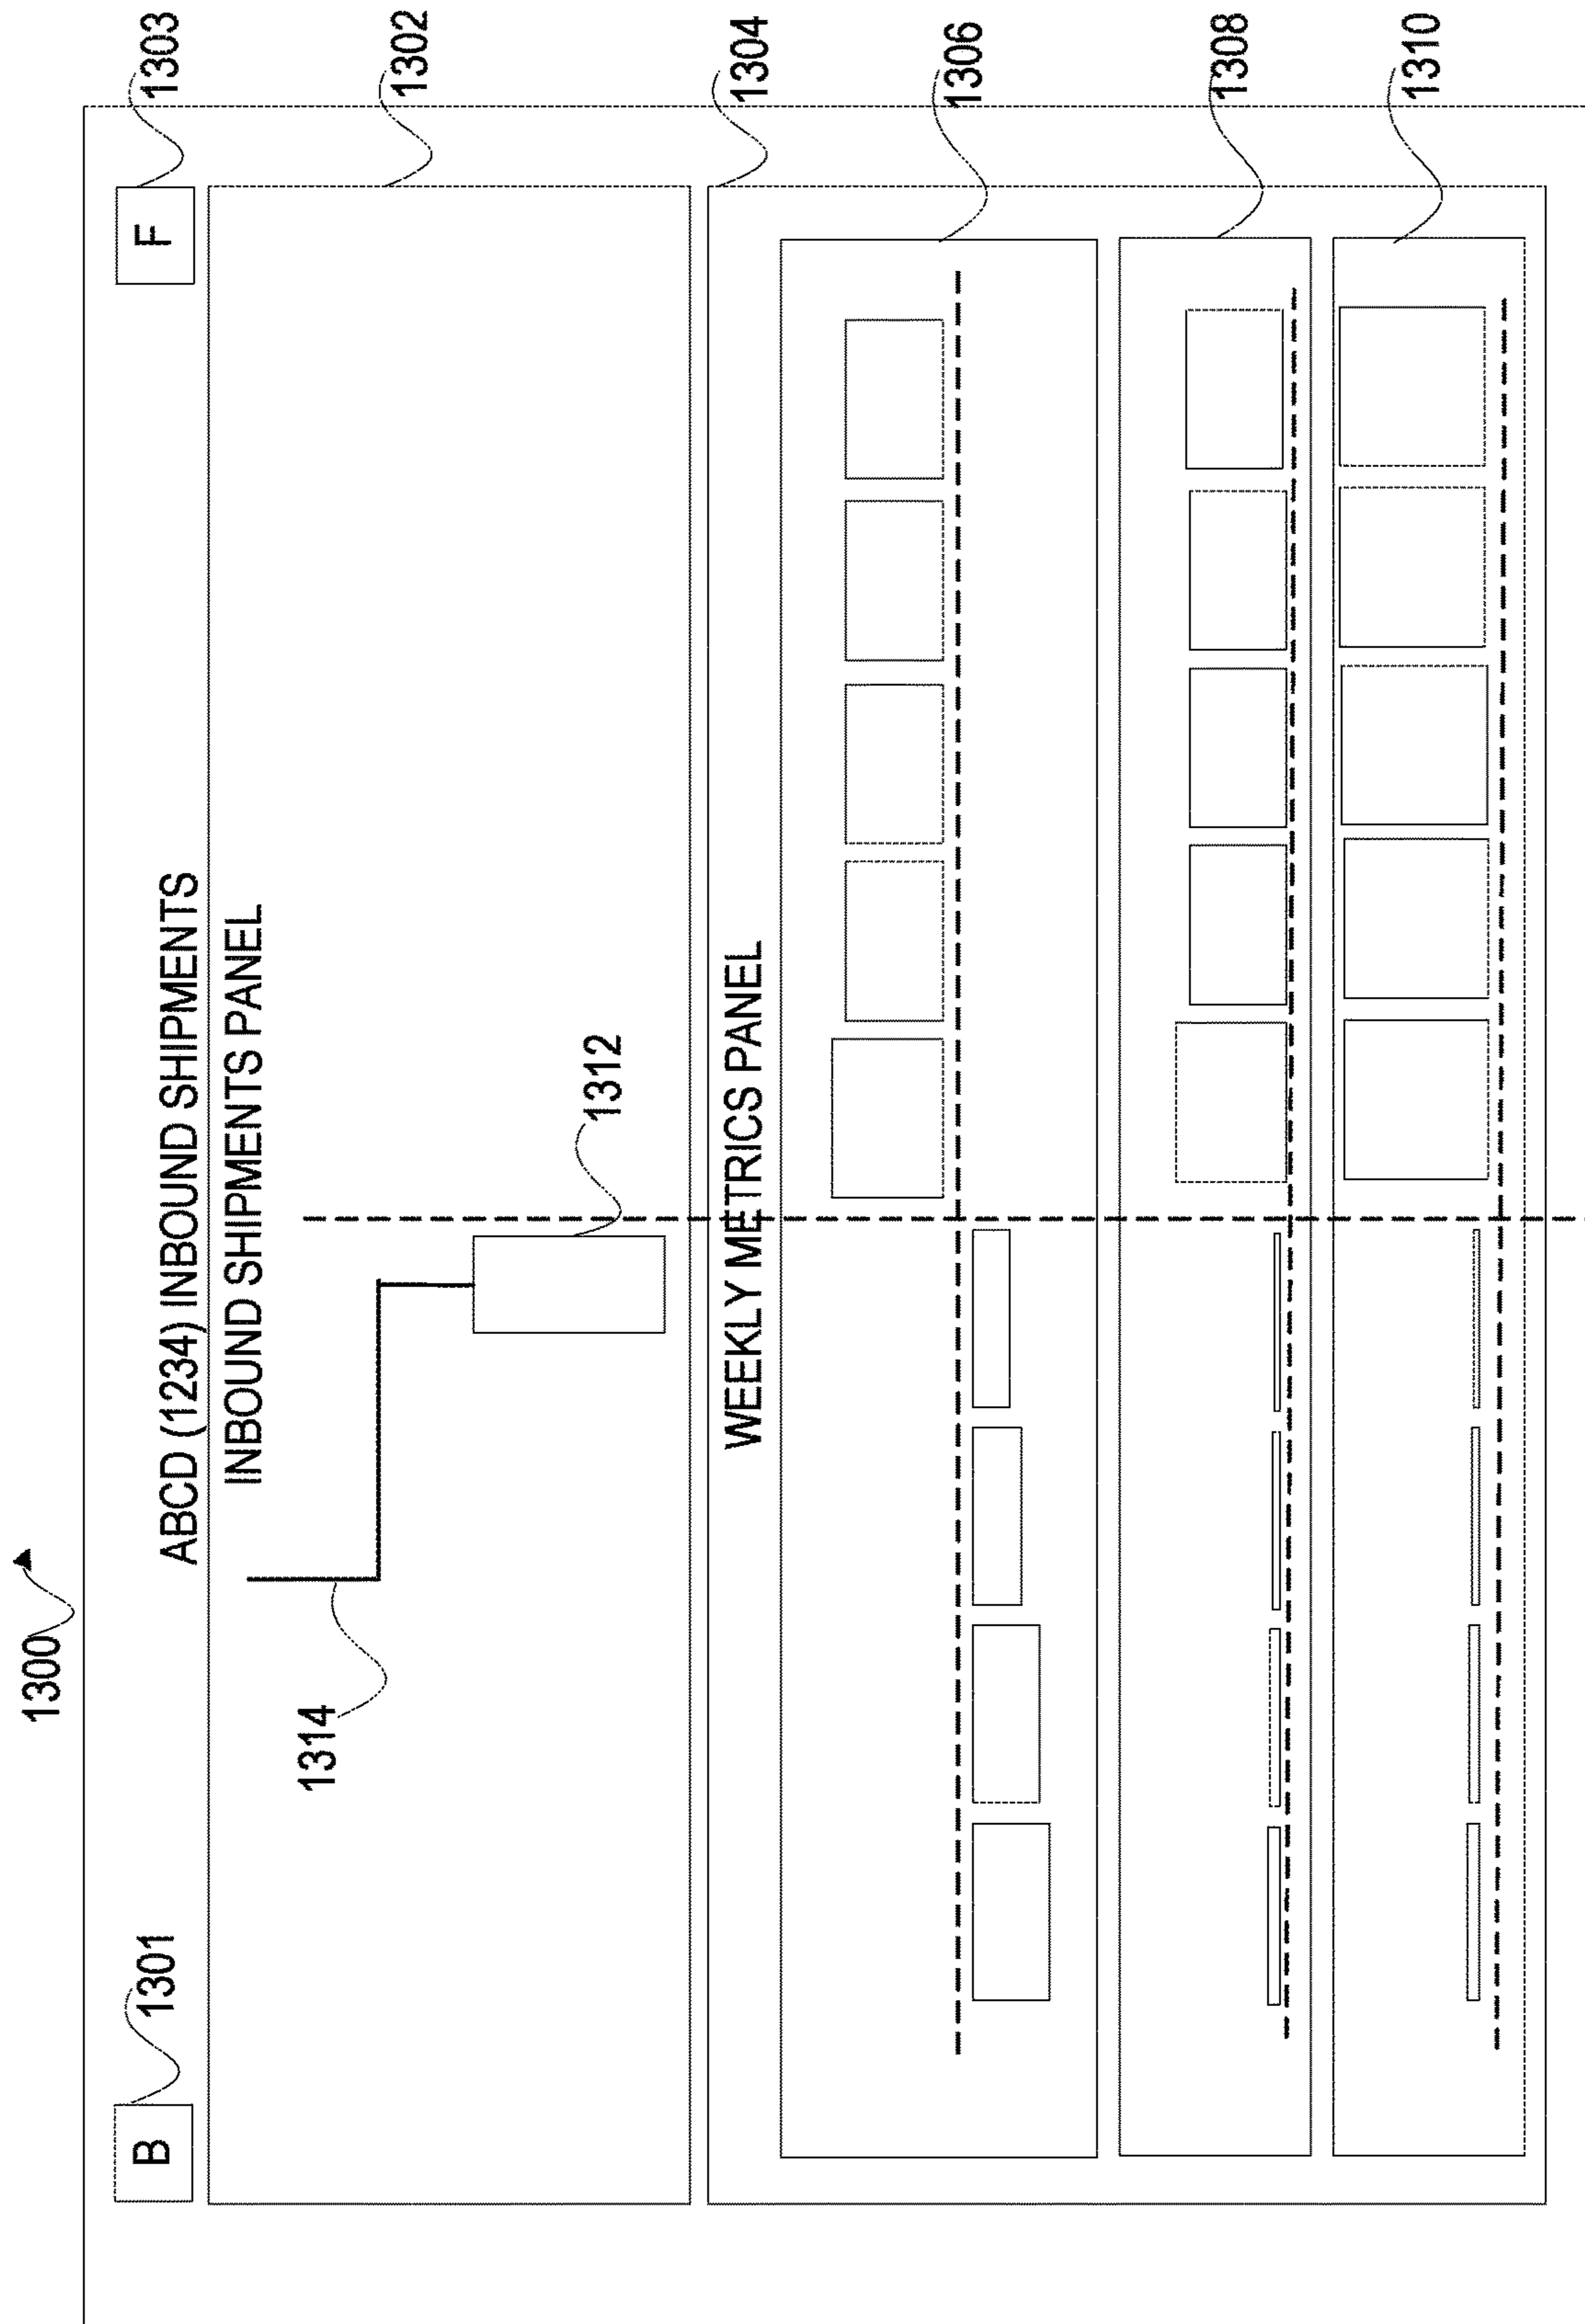 1300
B
1301
ABCD (1234) INBOUND SHIPMENTS
F
1303
INBOUND SHIPMENTS PANEL
1302
1314
1312
WEEKLY METRICS PANEL
1304
1306
1308
1310